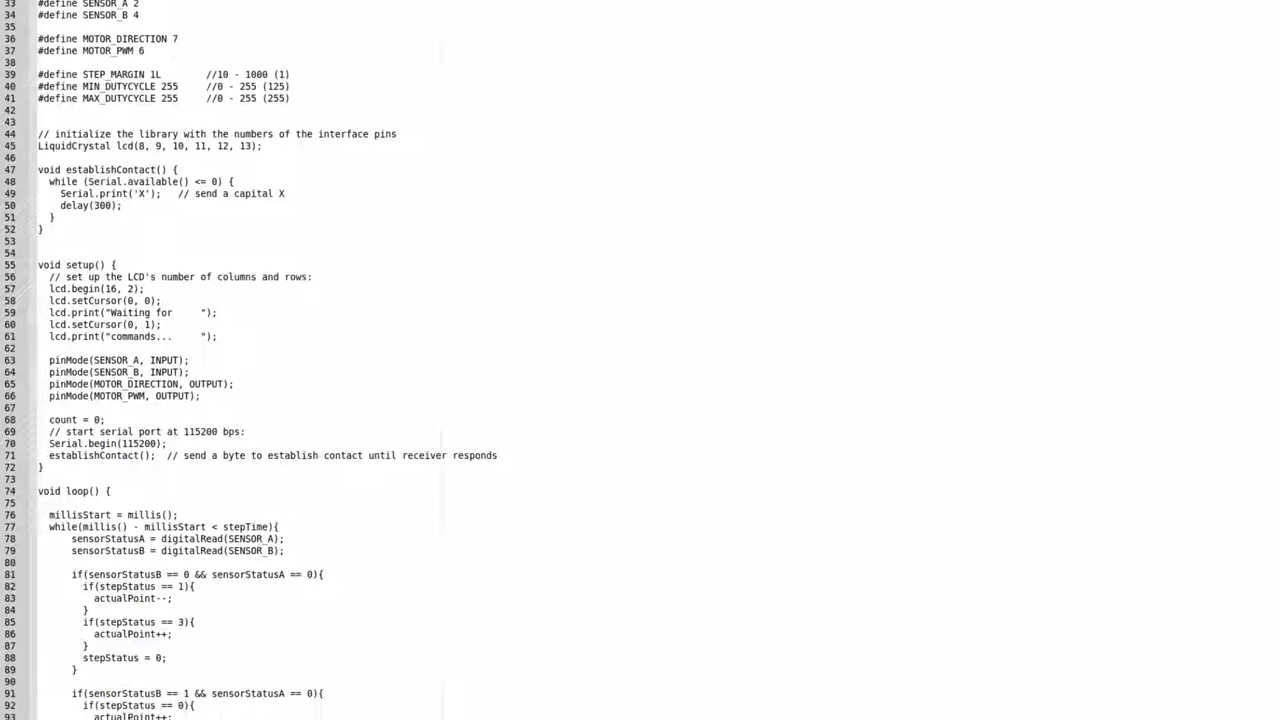 33 #define SENSOR_A 2
34 #define SENSOR_B 4
35
36 #define MOTOR_DIRECTION 7
37 #define MOTOR_PWM 6
38
39 #define STEP_MARGIN 1L        //10 - 1000 (1)
40 #define MIN_DUTYCYCLE 255     //0 - 255 (125)
41 #define MAX_DUTYCYCLE 255     //0 - 255 (255)
42
43
44 // initialize the library with the numbers of the interface pins
45 LiquidCrystal lcd(8, 9, 10, 11, 12, 13);
46
47 void establishContact() {
48   while (Serial.available() <= 0) {
49     Serial.print('X');   // send a capital X
50     delay(300);
51   }
52 }
53
54
55 void setup() {
56   // set up the LCD's number of columns and rows:
57   lcd.begin(16, 2);
58   lcd.setCursor(0, 0);
59   lcd.print("Waiting for     ");
60   lcd.setCursor(0, 1);
61   lcd.print("commands...     ");
62
63   pinMode(SENSOR_A, INPUT);
64   pinMode(SENSOR_B, INPUT);
65   pinMode(MOTOR_DIRECTION, OUTPUT);
66   pinMode(MOTOR_PWM, OUTPUT);
67
68   count = 0;
69   // start serial port at 115200 bps:
70   Serial.begin(115200);
71   establishContact();  // send a byte to establish contact until receiver responds
72 }
73
74 void loop() {
75
76   millisStart = millis();
77   while(millis() - millisStart < stepTime){
78       sensorStatusA = digitalRead(SENSOR_A);
79       sensorStatusB = digitalRead(SENSOR_B);
80
81       if(sensorStatusB == 0 && sensorStatusA == 0){
82         if(stepStatus == 1){
83           actualPoint--;
84         }
85         if(stepStatus == 3){
86           actualPoint++;
87         }
88         stepStatus = 0;
89       }
90
91       if(sensorStatusB == 1 && sensorStatusA == 0){
92         if(stepStatus == 0){
93           actualPoint++;